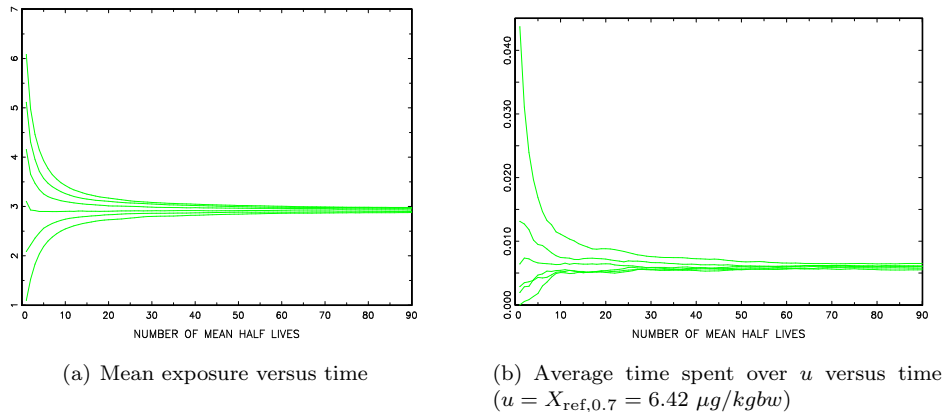 7
6
5
4
3
2
1
0 10 20 30 40 50 60 70 80 90
NUMBER OF MEAN HALF LIVES
(a) Mean exposure versus time
0.040
0.030
0.020
0.010
0.000
0 10 20 30 40 50 60 70 80 90
NUMBER OF MEAN HALF LIVES
(b) Average time spent over u versus time
(u = X_ref,0.7 = 6.42 μg/kgbw)